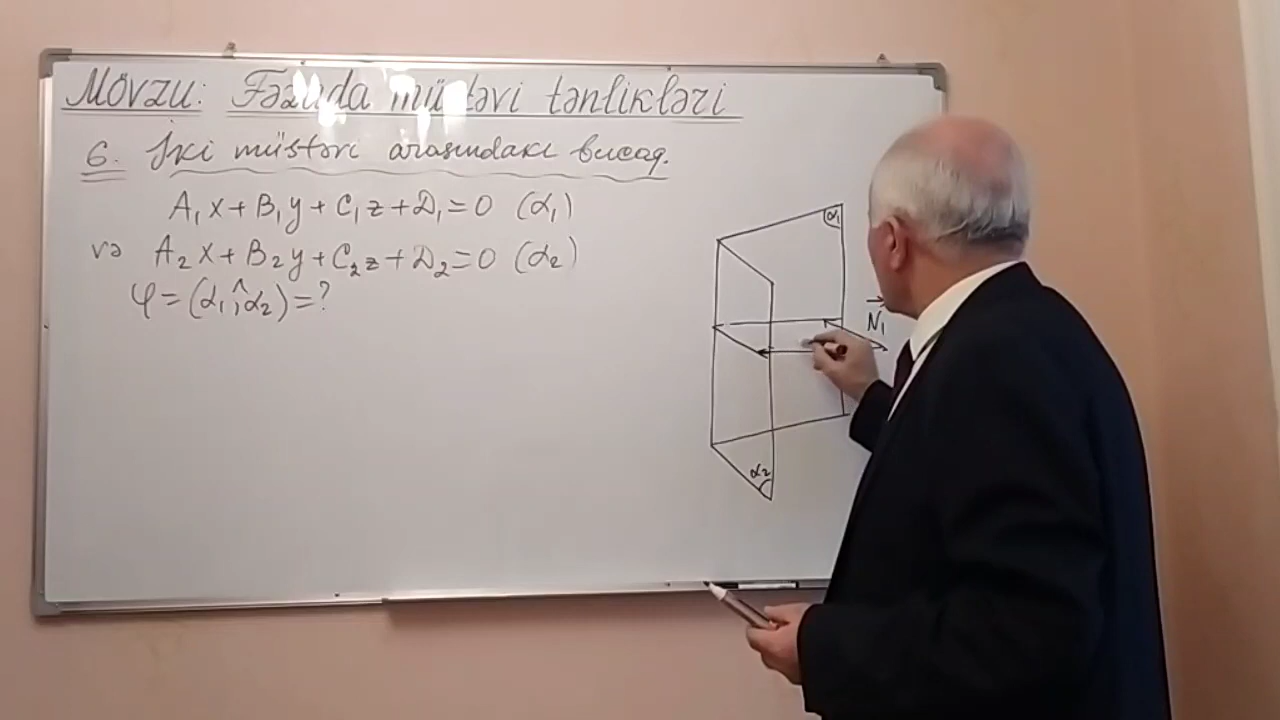 Mövzu: Fəzada müstəvi tənlikləri
6. İki müstəvi arasındakı bucaq.
A₁x+B₁y+C₁z+D₁=0 (α₁)
və A₂x+B₂y+C₂z+D₂=0 (α₂)
φ=(α₁;^α₂)=?
α₁
N₁
α₂